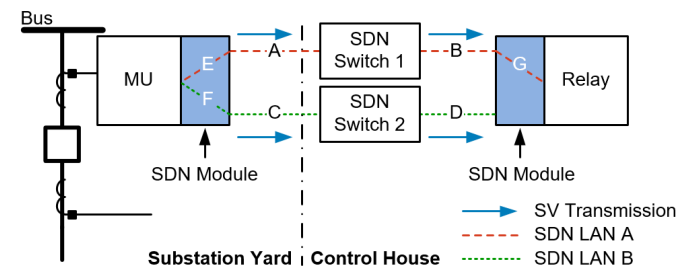 Bus
MU
E
F
A
C
SDN
Switch 1
SDN
Switch 2
B
D
G
Relay
SDN Module
SDN Module
SV Transmission
SDN LAN A
SDN LAN B
Substation Yard
Control House